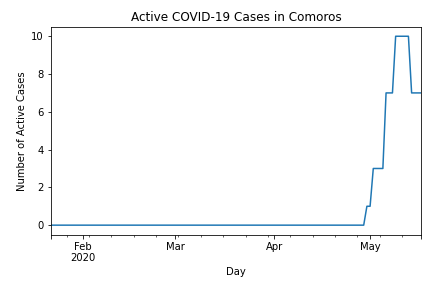 Active COVID-19 Cases in Comoros
Number of Active Cases
10
8
6
4
2
0
Feb Mar Apr May
2020
Day